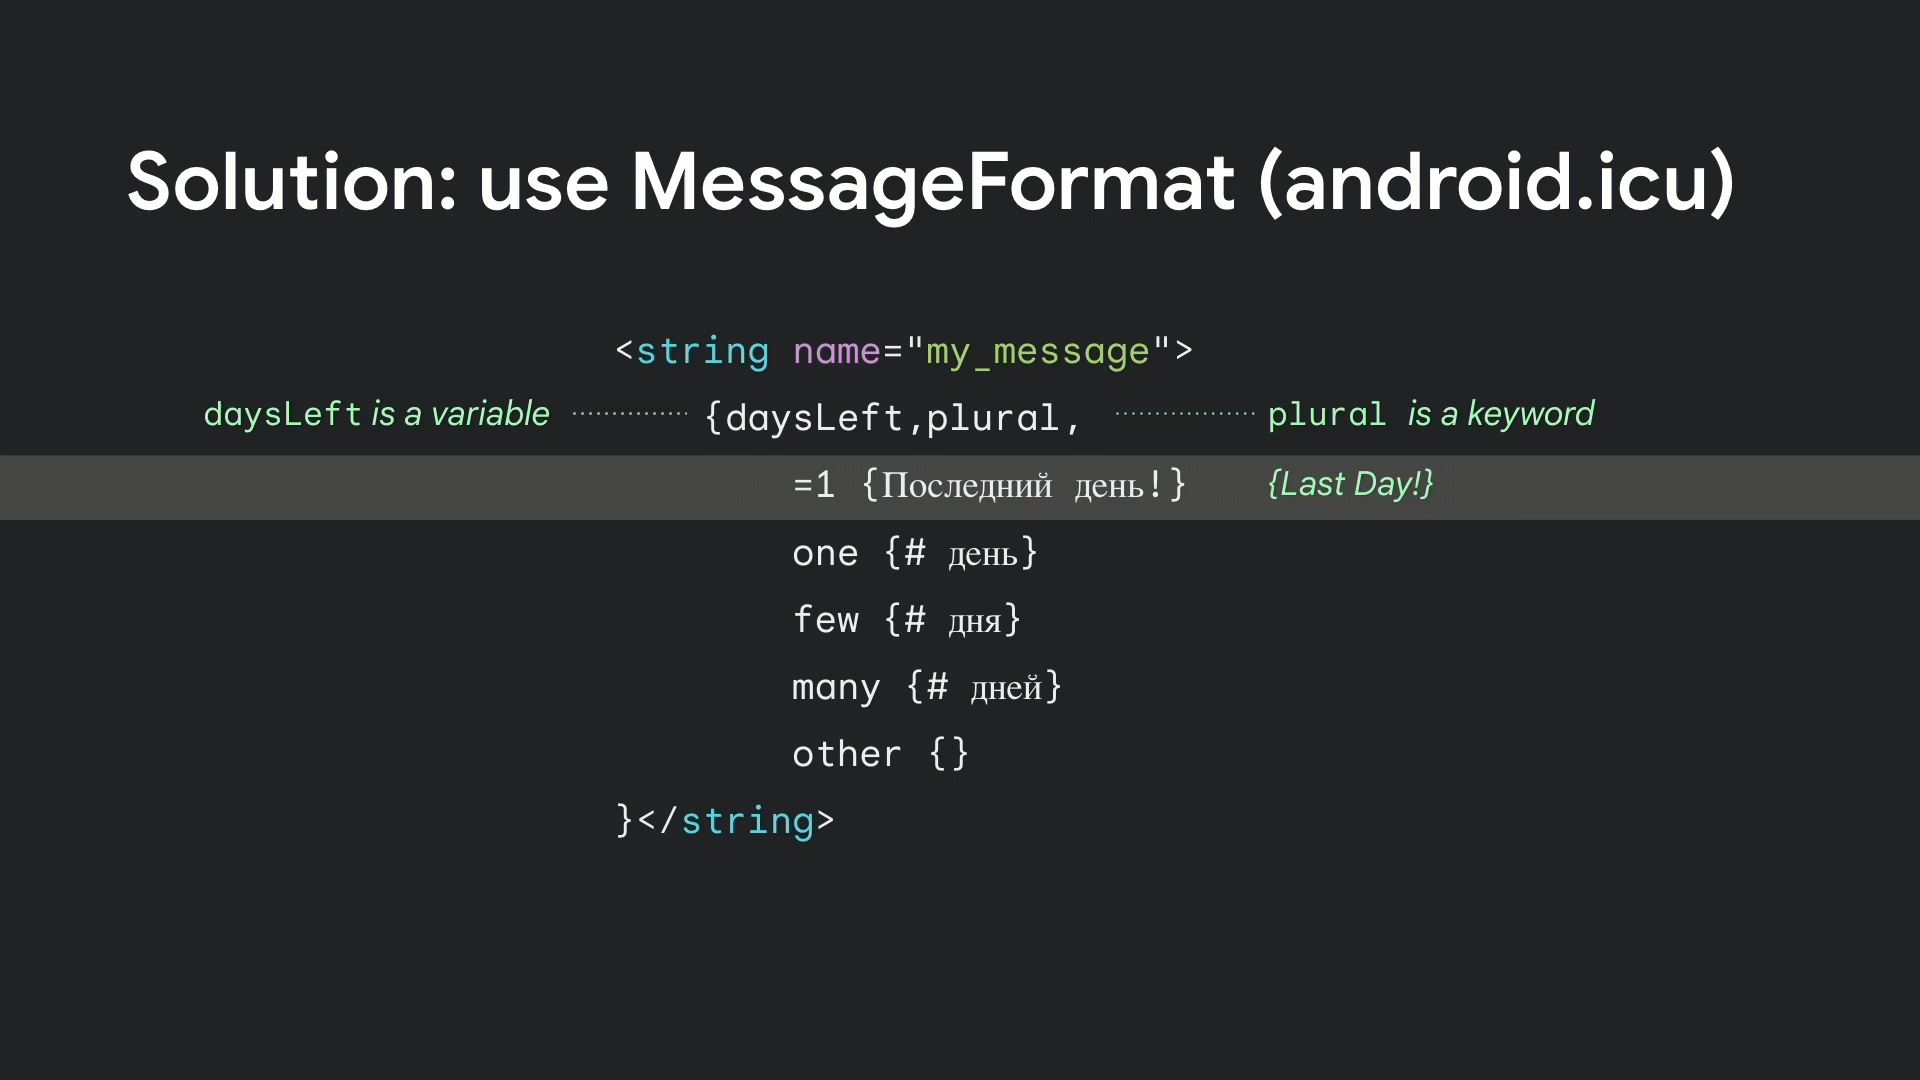 Solution: use MessageFormat (android.icu)
<string name="my_message">
daysLeft is a variable {daysLeft,plural, plural is a keyword
=1 {Последний день!} {Last Day!}
one {# день}
few {# дня}
many {# дней}
other {}
}</string>